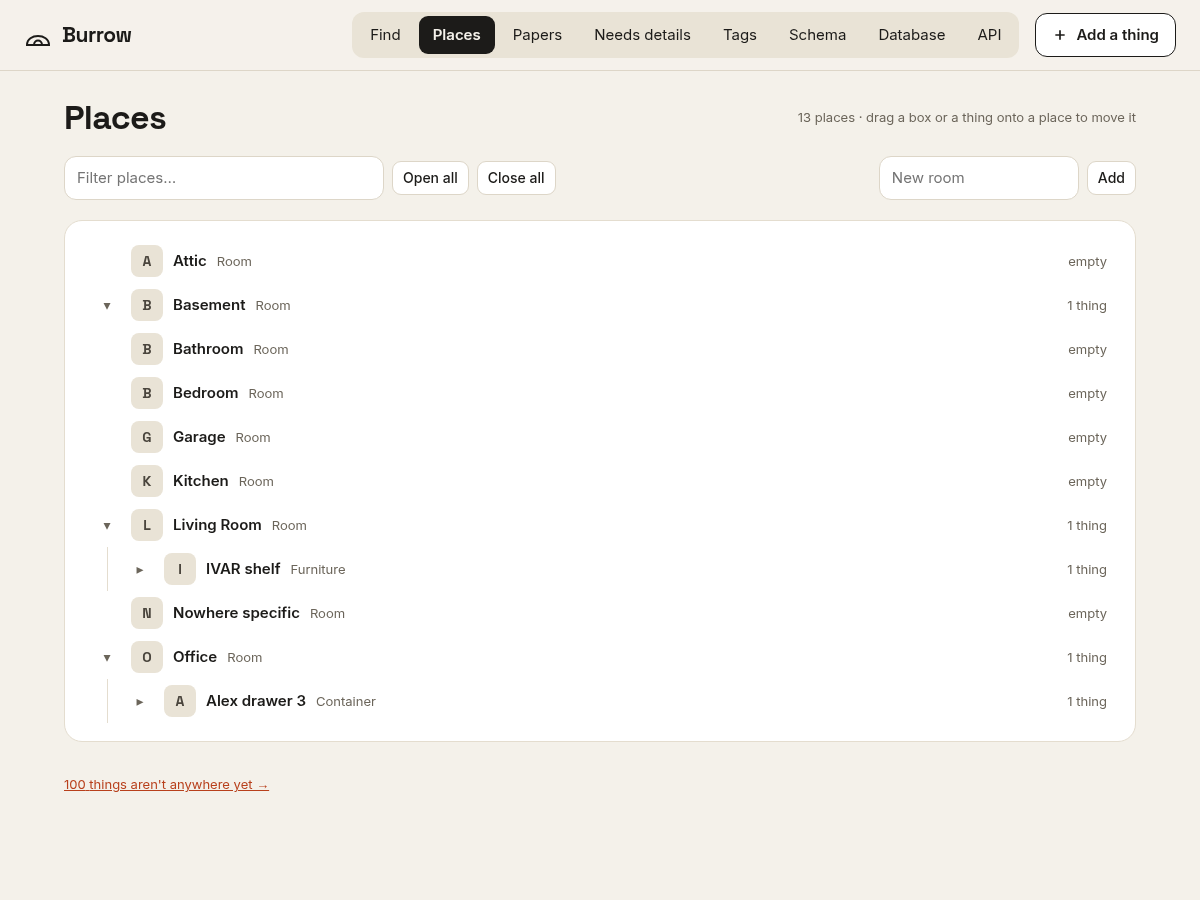 Burrow
Find Places Papers Needs details Tags Schema Database API + Add a thing
Places
13 places · drag a box or a thing onto a place to move it
Filter places... Open all Close all New room Add
A Attic Room empty
▼ B Basement Room 1 thing
B Bathroom Room empty
B Bedroom Room empty
G Garage Room empty
K Kitchen Room empty
▼ L Living Room Room 1 thing
► I IVAR shelf Furniture 1 thing
N Nowhere specific Room empty
▼ O Office Room 1 thing
► A Alex drawer 3 Container 1 thing
100 things aren't anywhere yet →